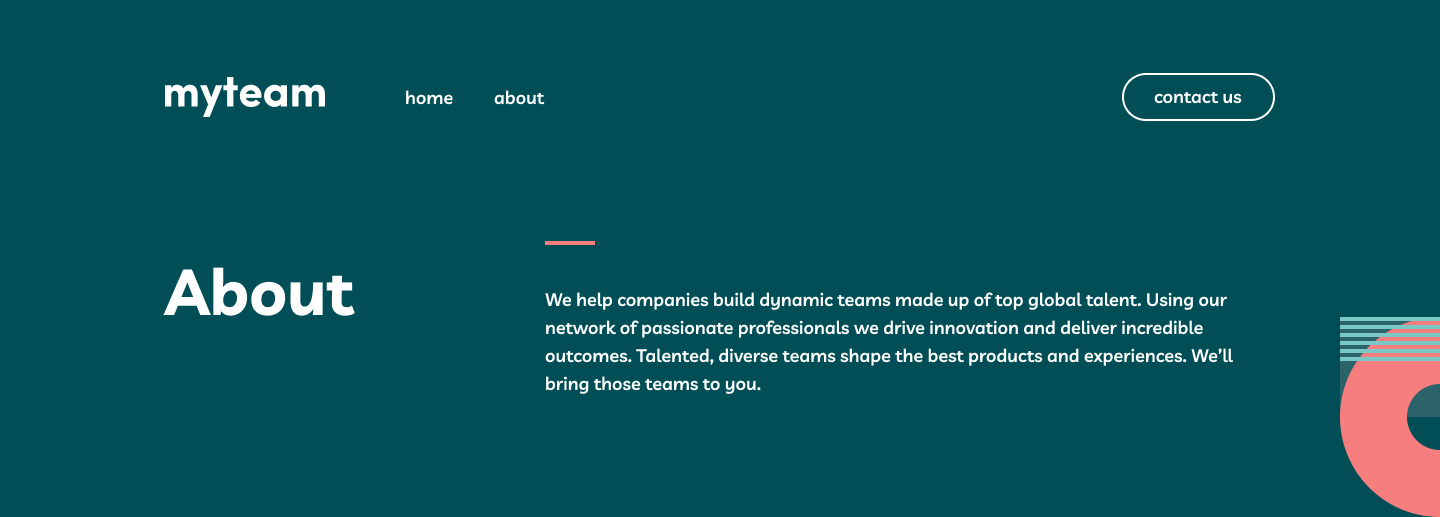 myteam
home
about
contact us
About
We help companies build dynamic teams made up of top global talent. Using our
network of passionate professionals we drive innovation and deliver incredible
outcomes. Talented, diverse teams shape the best products and experiences. We’ll
bring those teams to you.